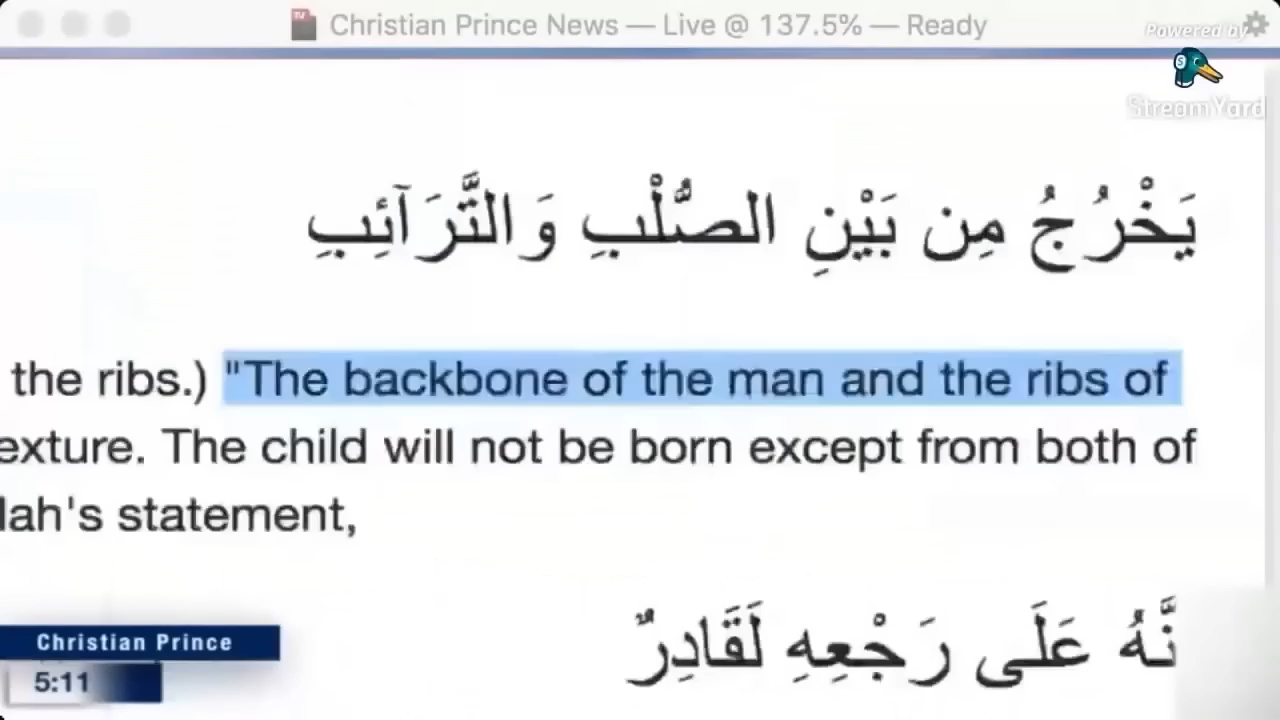 Christian Prince News — Live @ 137.5% — Ready
Powered by
StreamYard
يَخْرُجُ مِن بَيْنِ الصُّلْبِ وَالتَّرَآئِبِ
the ribs.) "The backbone of the man and the ribs of
exture. The child will not be born except from both of
lah's statement,
نَّهُ عَلَى رَجْعِهِ لَقَادِرٌ
Christian Prince
5:11